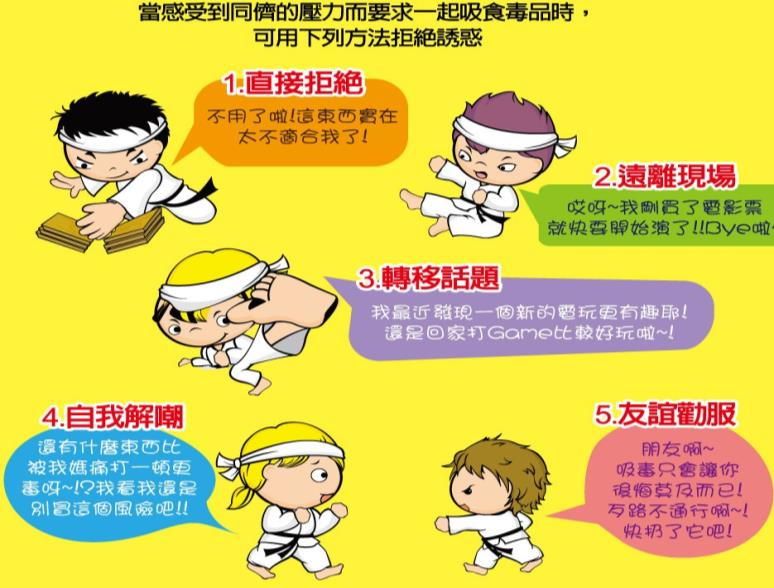 當感受到同儕的壓力而要求一起吸食毒品時，
可用下列方法拒絕誘惑
1.直接拒絕
不用了啦!這東西實在
太不適合我了!
2.遠離現場
哎呀~我剛買了電影票
就快要開始演了!!Bye啦~
3.轉移話題
我最近發現一個新的電玩更有趣耶!
還是回家打Game比較好玩啦~!
4.自我解嘲
還有什麼東西比
被我媽痛打一頓更
毒呀~!?我看我還是
別冒這個風險吧!!
5.友誼勸服
朋友啊~
吸毒只會讓你
後悔莫及而已!
歹路不通行啊~!
快扔了它吧!